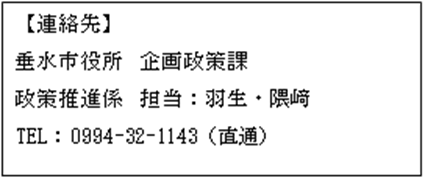 【連絡先】
垂水市役所　企画政策課
政策推進係　担当：羽生・隈﨑
TEL：0994-32-1143（直通）